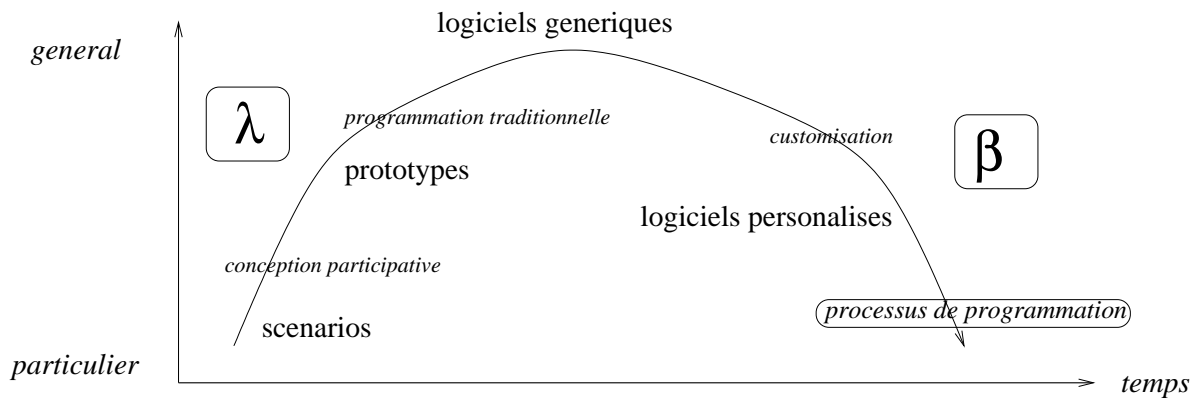 logiciels generiques
general
λ
programmation traditionnelle
customisation
β
prototypes
logiciels personalises
conception participative
scenarios
processus de programmation
particulier
temps